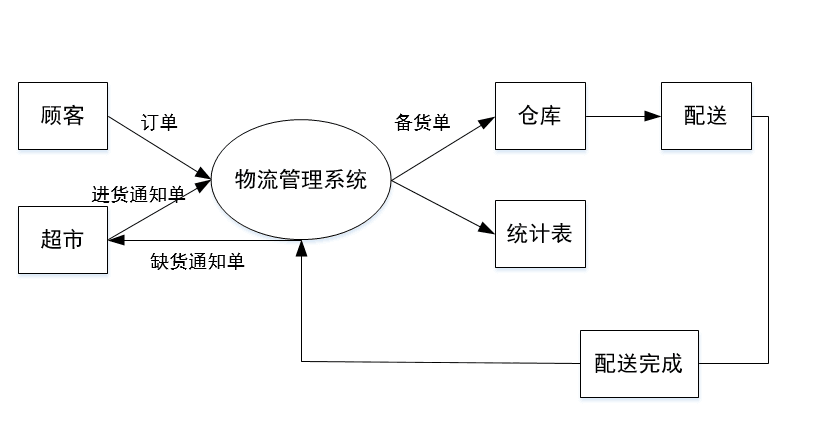 顾客
订单
备货单
仓库
配送
物流管理系统
进货通知单
超市
统计表
缺货通知单
配送完成